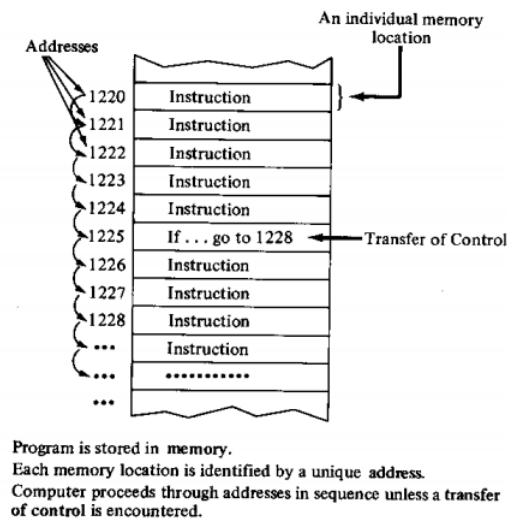 An individual memory
location
Addresses
1220 Instruction
1221 Instruction
1222 Instruction
1223 Instruction
1224 Instruction
1225 If . . . go to 1228 Transfer of Control
1226 Instruction
1227 Instruction
1228 Instruction
... Instruction
... ...........
...
Program is stored in memory.
Each memory location is identified by a unique address.
Computer proceeds through addresses in sequence unless a transfer
of control is encountered.